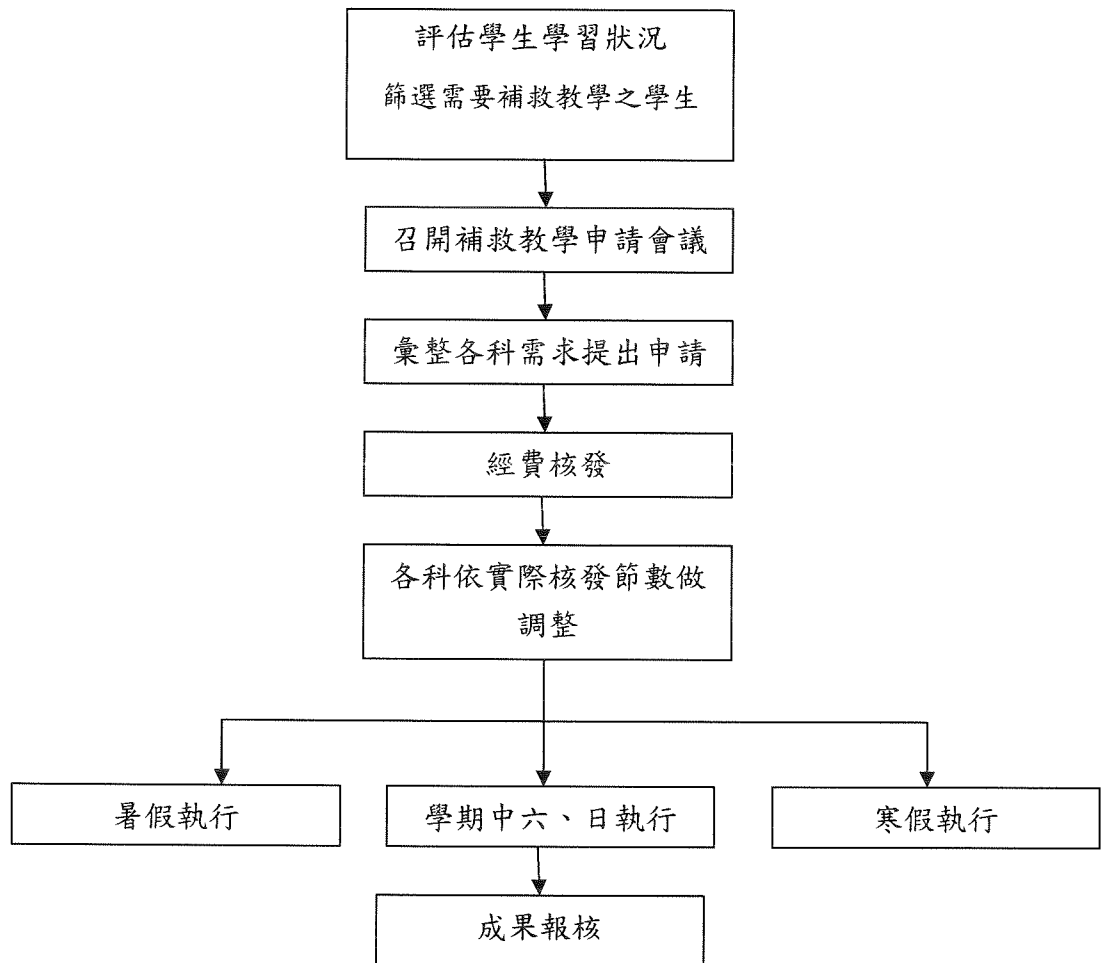 評估學生學習狀況
篩選需要補救教學之學生
召開補救教學申請會議
彙整各科需求提出申請
經費核發
各科依實際核發節數做
調整
暑假執行
學期中六、日執行
寒假執行
成果報核